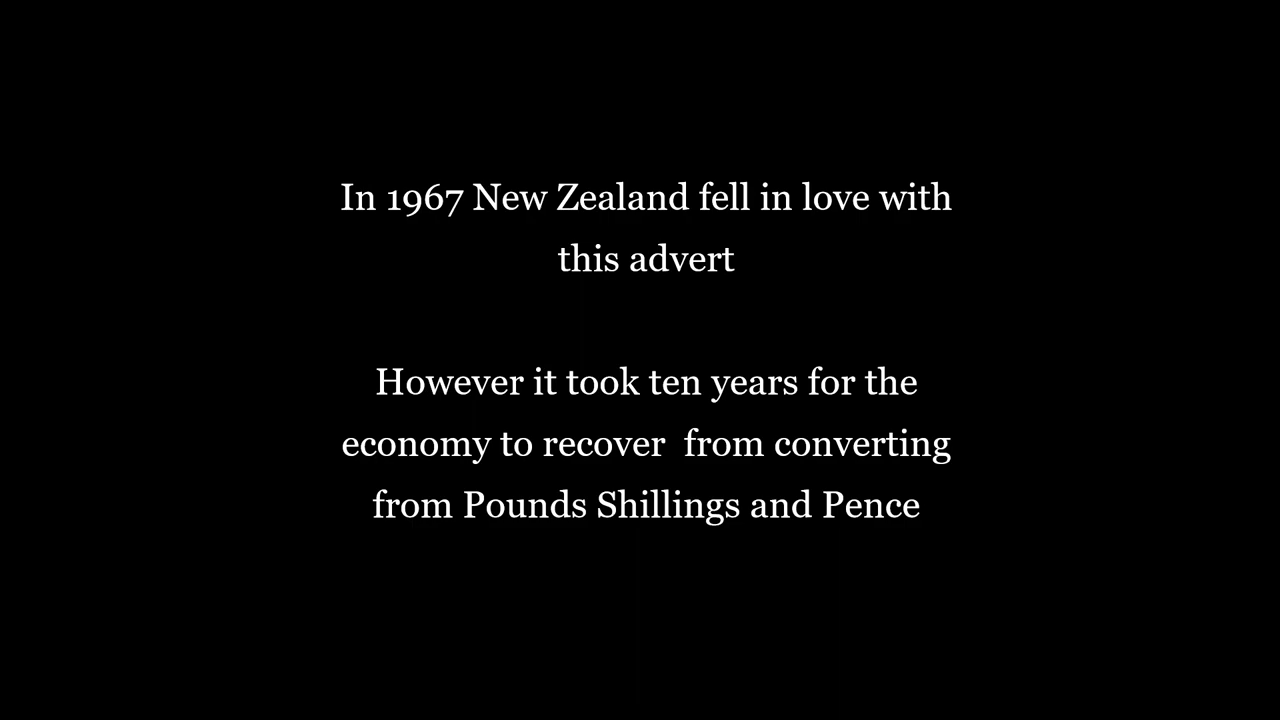 In 1967 New Zealand fell in love with
this advert
However it took ten years for the
economy to recover  from converting
from Pounds Shillings and Pence